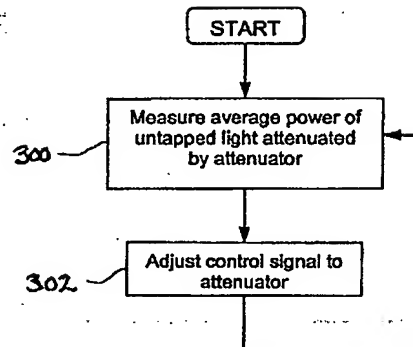 START
300
Measure average power of
untapped light attenuated
by attenuator
302
Adjust control signal to
attenuator